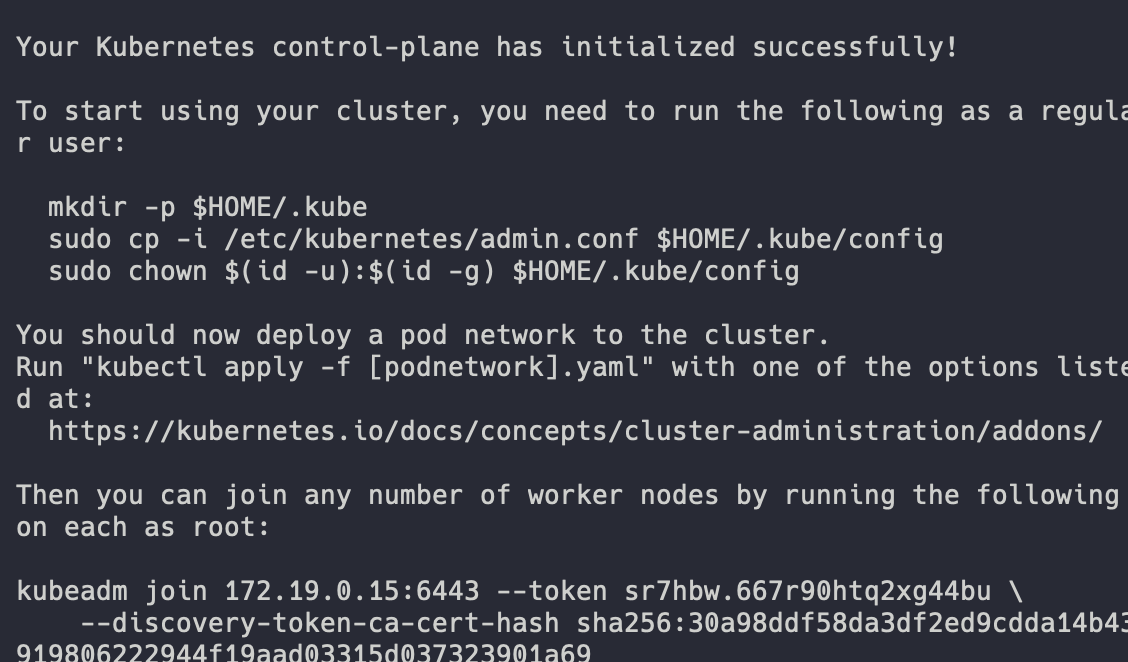 Your Kubernetes control-plane has initialized successfully!
To start using your cluster, you need to run the following as a regula
r user:
mkdir -p $HOME/.kube
sudo cp -i /etc/kubernetes/admin.conf $HOME/.kube/config
sudo chown $(id -u):$(id -g) $HOME/.kube/config
You should now deploy a pod network to the cluster.
Run "kubectl apply -f [podnetwork].yaml" with one of the options liste
d at:
https://kubernetes.io/docs/concepts/cluster-administration/addons/
Then you can join any number of worker nodes by running the following
on each as root:
kubeadm join 172.19.0.15:6443 --token sr7hbw.667r90htq2xg44bu \
--discovery-token-ca-cert-hash sha256:30a98ddf58da3df2ed9cdda14b43
919806222944f19aad03315d037323901a69